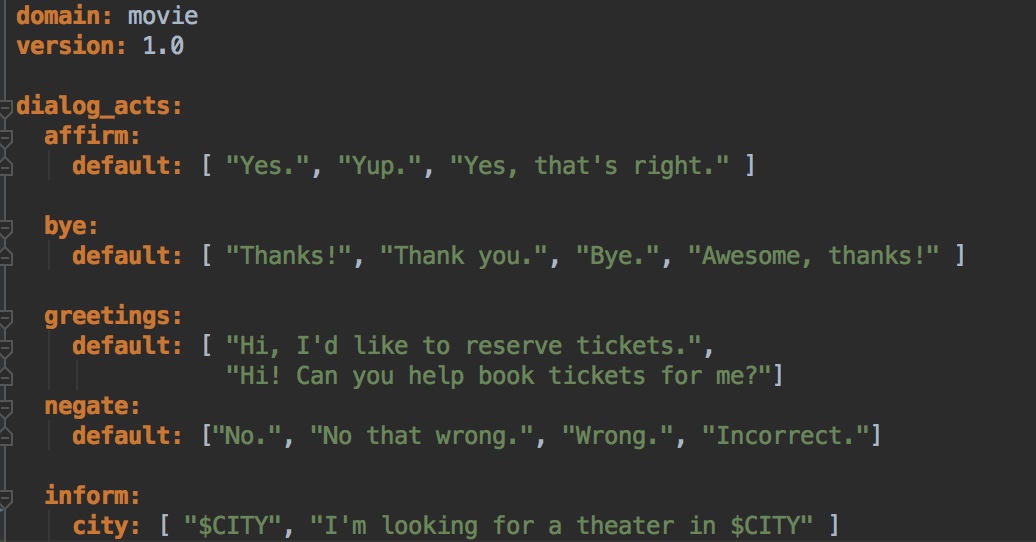 domain: movie
version: 1.0
dialog_acts:
affirm:
default: [ "Yes.", "Yup.", "Yes, that's right." ]
bye:
default: [ "Thanks!", "Thank you.", "Bye.", "Awesome, thanks!" ]
greetings:
default: [ "Hi, I'd like to reserve tickets.",
"Hi! Can you help book tickets for me?"]
negate:
default: ["No.", "No that wrong.", "Wrong.", "Incorrect."]
inform:
city: [ "$CITY", "I'm looking for a theater in $CITY" ]